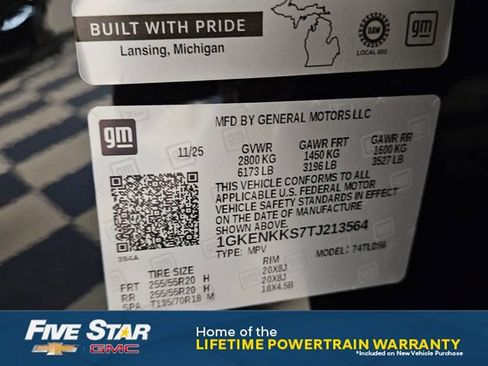 BUILT WITH PRIDE
Lansing, Michigan
UAW
LOCAL 602
gm
gm
MFD BY GENERAL MOTORS LLC
11/25 GVWR GAWR FRT GAWR RR
2800 KG 1450 KG 1600 KG
6173 LB 3196 LB 3527 LB
THIS VEHICLE CONFORMS TO ALL
APPLICABLE U.S. FEDERAL MOTOR
VEHICLE SAFETY STANDARDS IN EFFECT
ON THE DATE OF MANUFACTURE
1GKENKKS7TJ213564
TYPE: MPV MODEL: 74TLD56
384A
TIRE SIZE RIM
FRT 255/55R20 H 20X8J
RR 255/55R20 H 20X8J
SPA T135/70R18 M 18X4.5B
FIVE STAR
GMC
Home of the
LIFETIME POWERTRAIN WARRANTY
*Included on New Vehicle Purchase